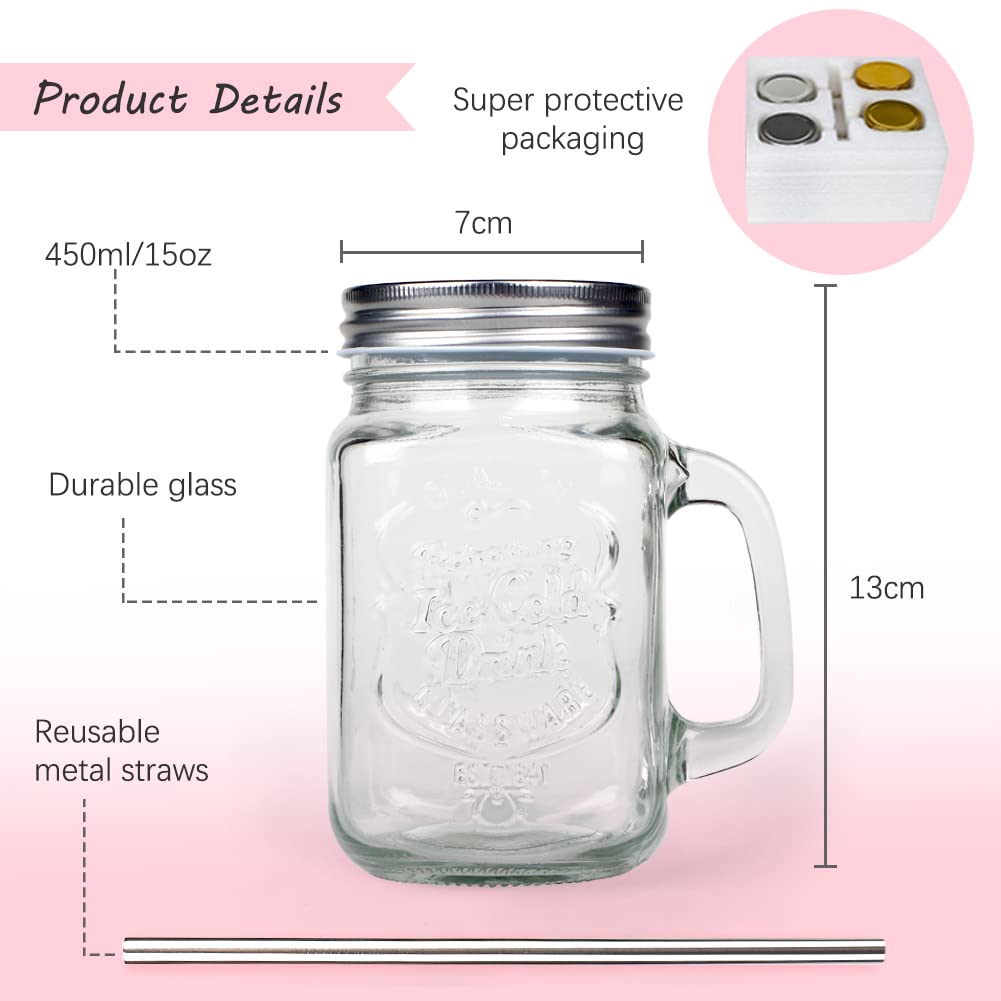 Product Details
Super protective
packaging
7cm
450ml/15oz
Durable glass
Ice Cold
Drink
GLASSWARE
13cm
Reusable
metal straws